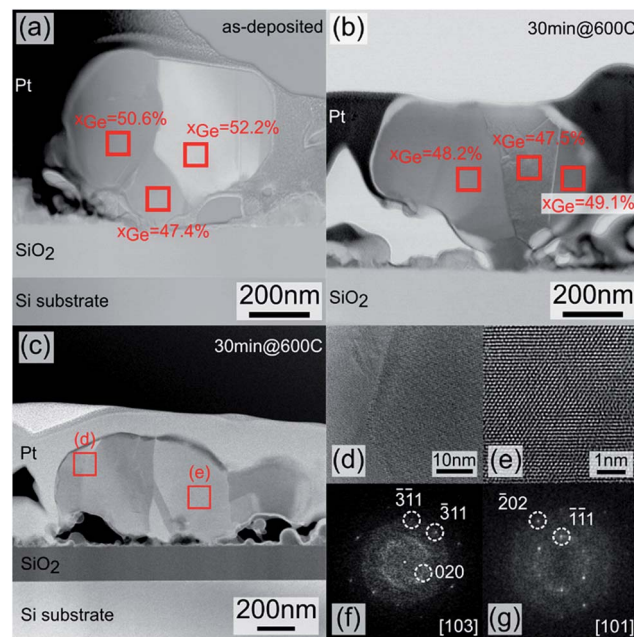 (a)
as-deposited
Pt
xGe=50.6%
xGe=52.2%
xGe=47.4%
SiO2
Si substrate
200nm
(b)
30min@600C
Pt
xGe=48.2%
xGe=47.5%
xGe=49.1%
SiO2
200nm
(c)
30min@600C
Pt
(d)
(e)
SiO2
Si substrate
200nm
(d)
10nm
(e)
1nm
3̅1̅1
3̅11
020
(f)
[103]
2̅02
1̅1̅1
(g)
[101]